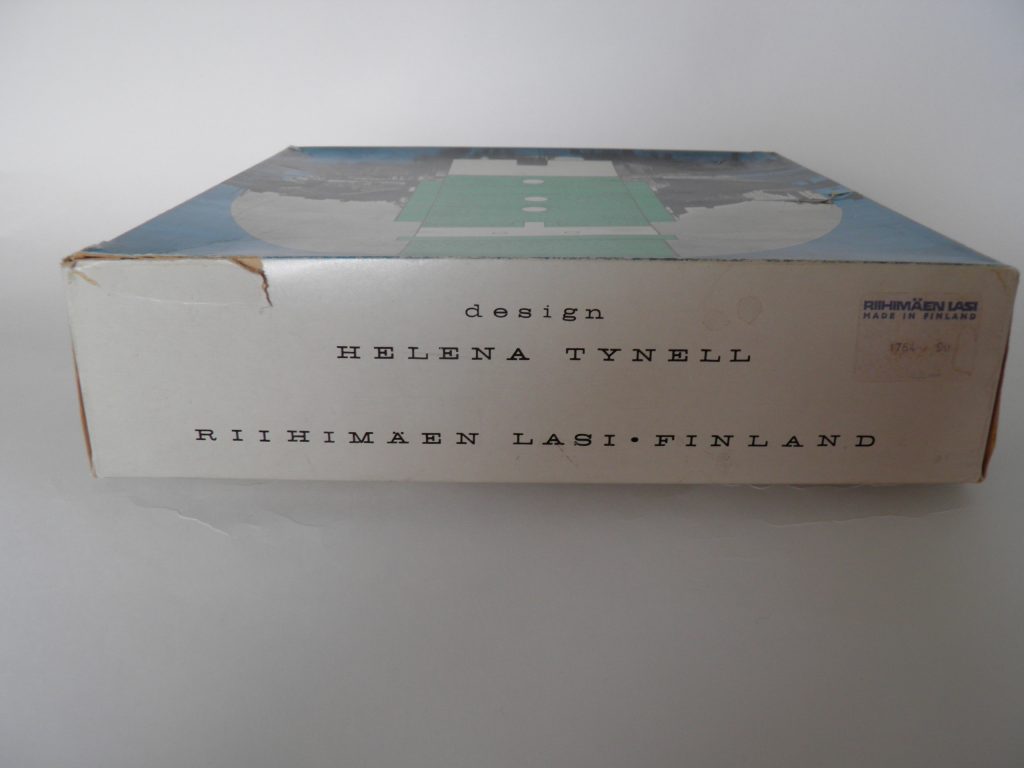 design
HELENA TYNELL
RIIHIMÄEN LASI • FINLAND
RIIHIMÄEN LASI
MADE IN FINLAND